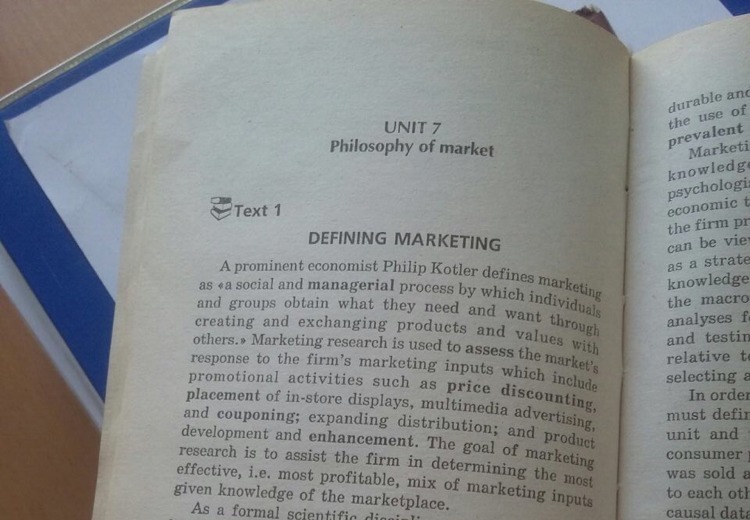 UNIT 7
Philosophy of market
Text 1
DEFINING MARKETING
A prominent economist Philip Kotler defines marketing
as «a social and managerial process by which individuals
and groups obtain what they need and want through
creating and exchanging products and values with
others.» Marketing research is used to assess the market's
response to the firm's marketing inputs which include
promotional activities such as price discounting,
placement of in-store displays, multimedia advertising,
and couponing; expanding distribution; and product
development and enhancement. The goal of marketing
research is to assist the firm in determining the most
effective, i.e. most profitable, mix of marketing inputs
given knowledge of the marketplace.
As a formal scientific
durable and
the use of
prevalent
Marketi
knowledge
psychologi
economic t
the firm pr
can be vie
as a strate
knowledge
the macro
analyses f
and testin
relative to
selecting a
In order
must defin
unit and
consumer p
was sold a
to each oth
causal data